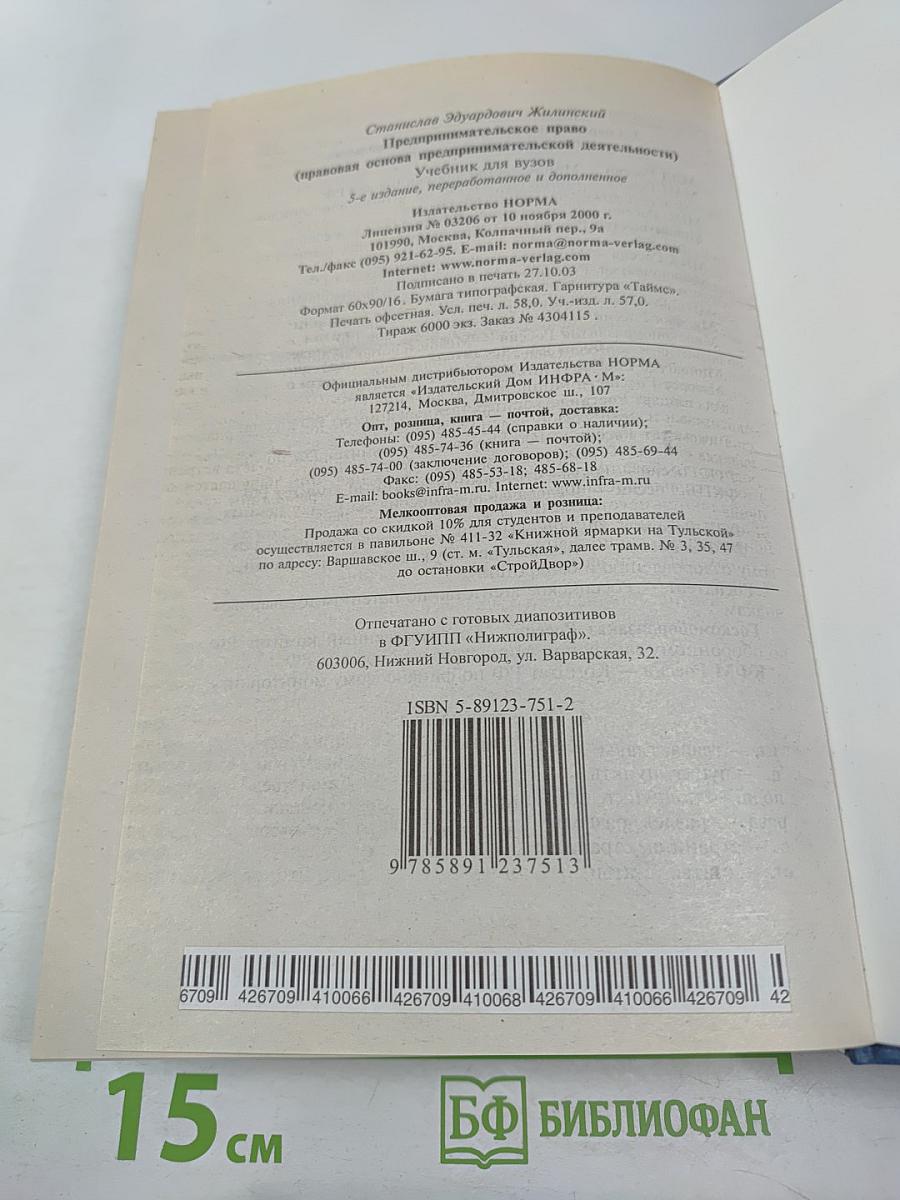 Станислав Эдуардович Жилинский
Предпринимательское право
(правовая основа предпринимательской деятельности)
Учебник для вузов
5-е издание, переработанное и дополненное
Издательство НОРМА
Лицензия № 03206 от 10 ноября 2000 г.
101990, Москва, Колпачный пер., 9а
Тел./факс (095) 921-62-95. E-mail: norma@norma-verlag.com
Internet: www.norma-verlag.com
Подписано в печать 27.10.03
Формат 60x90/16. Бумага типографская. Гарнитура «Таймс».
Печать офсетная. Усл. печ. л. 58,0. Уч.-изд. л. 57,0.
Тираж 6000 экз. Заказ № 4304115 .
Официальным дистрибьютором Издательства НОРМА
является «Издательский Дом ИНФРА · М»:
127214, Москва, Дмитровское ш., 107
Опт, розница, книга — почтой, доставка:
Телефоны: (095) 485-45-44 (справки о наличии);
(095) 485-74-36 (книга — почтой);
(095) 485-74-00 (заключение договоров); (095) 485-69-44
Факс: (095) 485-53-18; 485-68-18
E-mail: books@infra-m.ru. Internet: www.infra-m.ru
Мелкооптовая продажа и розница:
Продажа со скидкой 10% для студентов и преподавателей
осуществляется в павильоне № 411-32 «Книжной ярмарки на Тульской»
по адресу: Варшавское ш., 9 (ст. м. «Тульская», далее трамв. № 3, 35, 47
до остановки «СтройДвор»)
Отпечатано с готовых диапозитивов
в ФГУИПП «Нижполиграф».
603006, Нижний Новгород, ул. Варварская, 32.
ISBN 5-89123-751-2
9 785891 237513
6709 426709 410066 426709 410068 426709 410066 426709 42
15 см
БФ БИБЛИОФАН